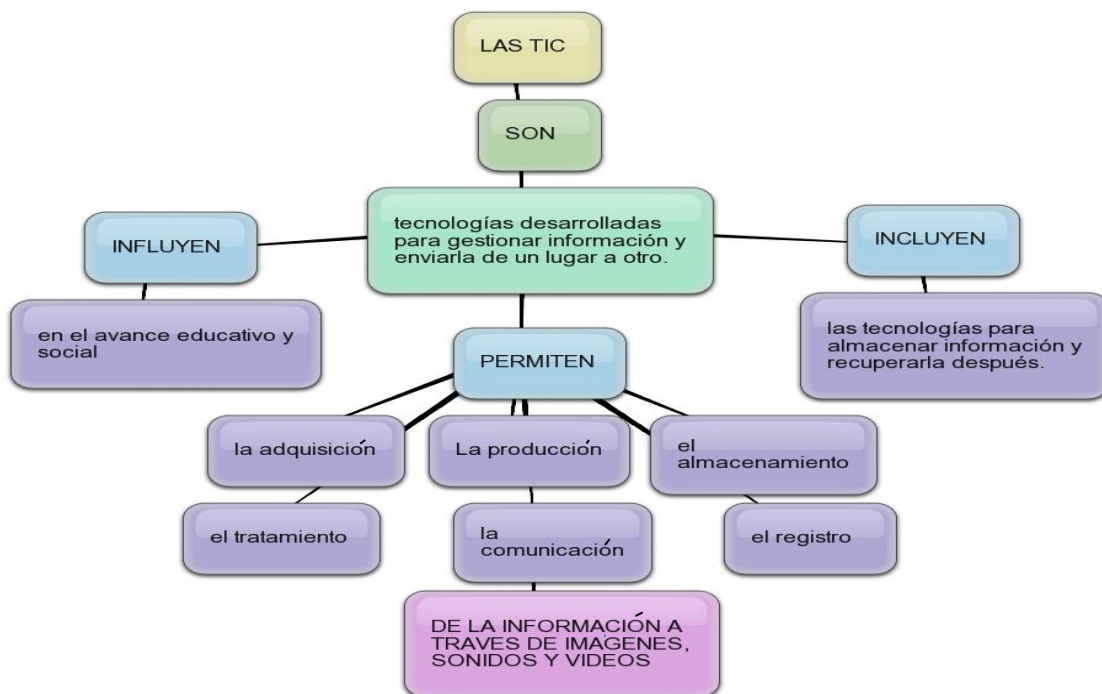 LAS TIC
SON
tecnologías desarrolladas
para gestionar información y
enviarla de un lugar a otro.
INFLUYEN
en el avance educativo y
social
INCLUYEN
las tecnologías para
almacenar información y
recuperarla después.
PERMITEN
la adquisición
La producción
el
almacenamiento
el tratamiento
la
comunicación
el registro
DE LA INFORMACIÓN A
TRAVES DE IMAGENES,
SONIDOS Y VIDEOS